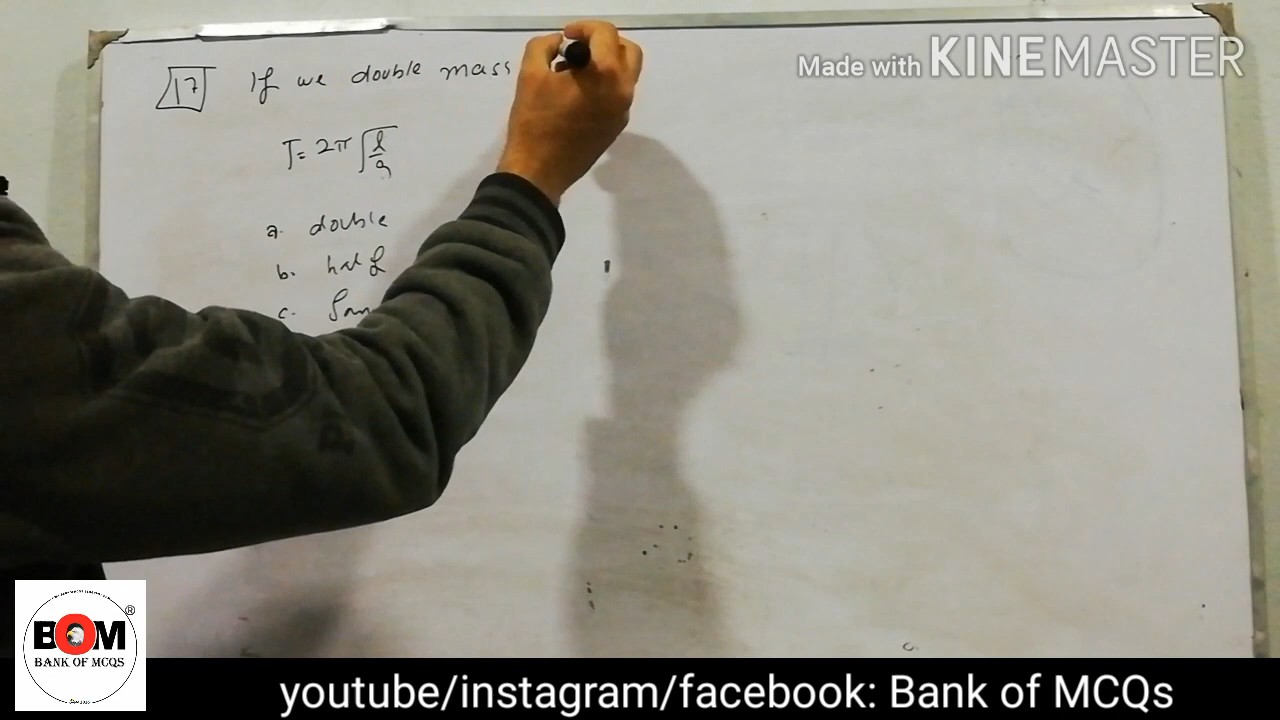 Made with KINEMASTER
17 If we double mass
T = 2π √l/g
a. double
b. half
c. Sam
BOM ®
BANK OF MCQS
youtube/instagram/facebook: Bank of MCQs